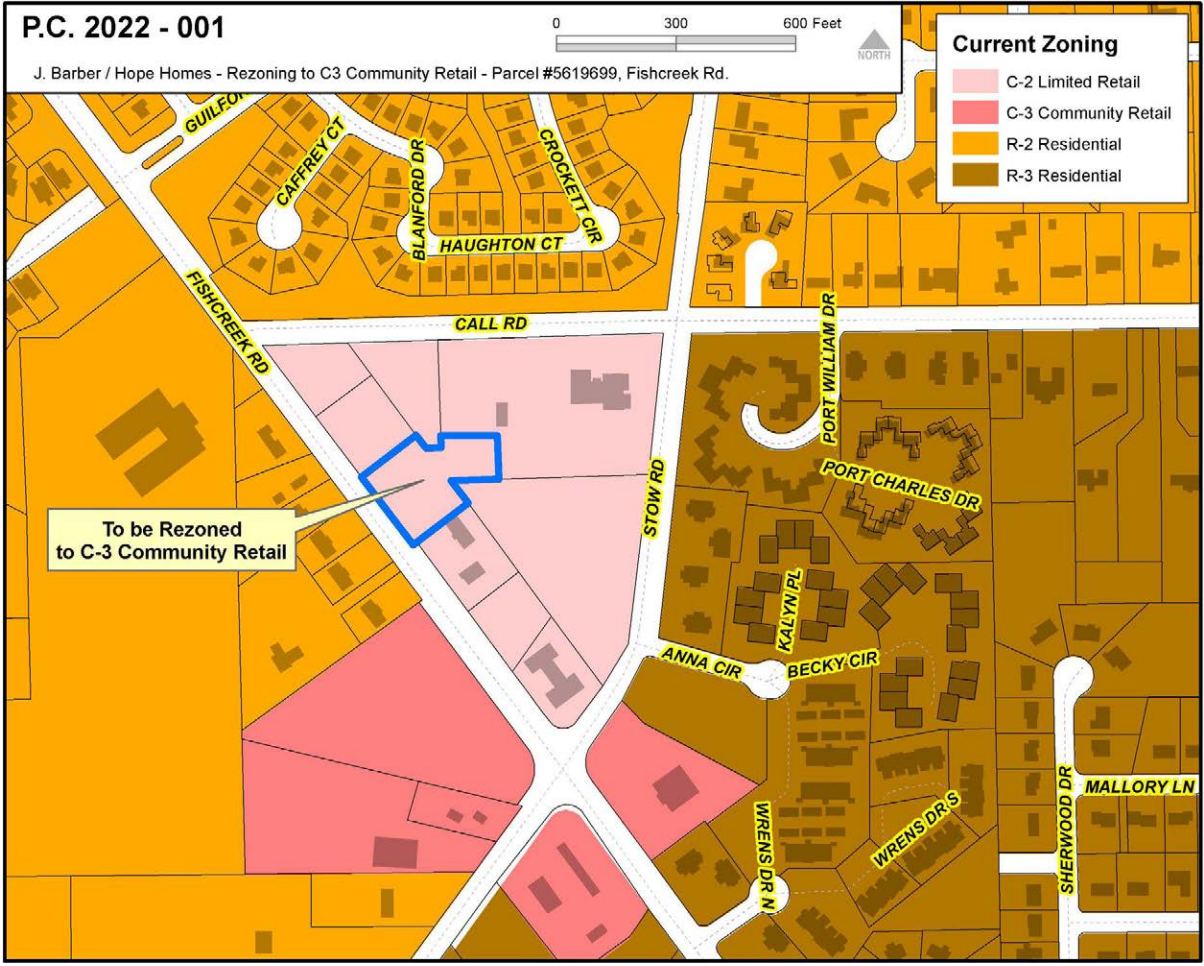 P.C. 2022 - 001
0 300 600 Feet
NORTH
J. Barber / Hope Homes - Rezoning to C3 Community Retail - Parcel #5619699, Fishcreek Rd.
Current Zoning
C-2 Limited Retail
C-3 Community Retail
R-2 Residential
R-3 Residential
CAFFREY CT
BLANFORD DR
CROCKETT CIR
HAUGHTON CT
FISHCREEK RD
CALL RD
PORT WILLIAM DR
PORT CHARLES DR
STOW RD
To be Rezoned
to C-3 Community Retail
KALYN PL
ANNA CIR
BECKY CIR
WRENS DR N
WRENS DR S
SHERWOOD DR
MALLORY LN